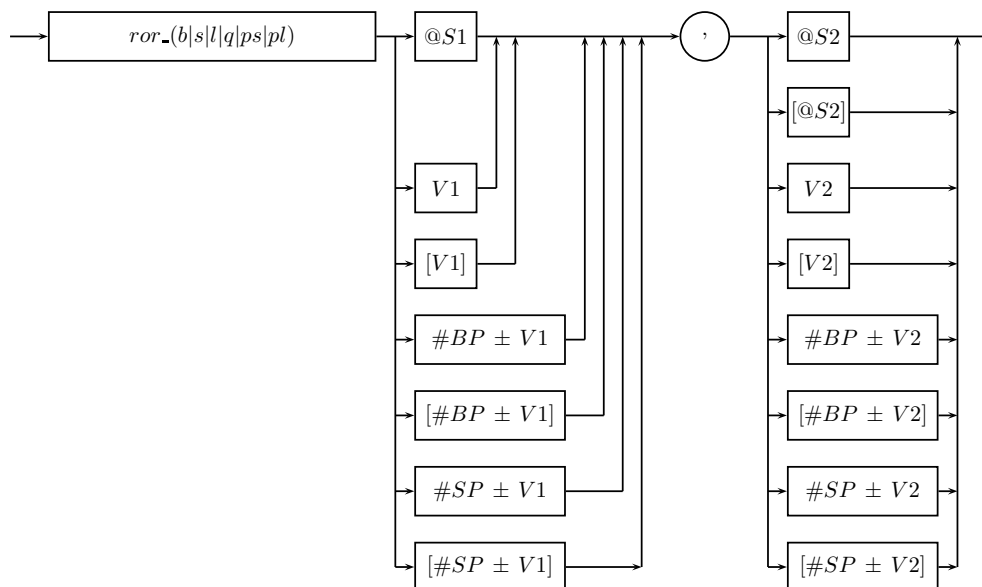 ror_(b|s|l|q|ps|pl) @S1 , @S2
[@S2]
V1 V2
[V1] [V2]
#BP ± V1 #BP ± V2
[#BP ± V1] [#BP ± V2]
#SP ± V1 #SP ± V2
[#SP ± V1] [#SP ± V2]